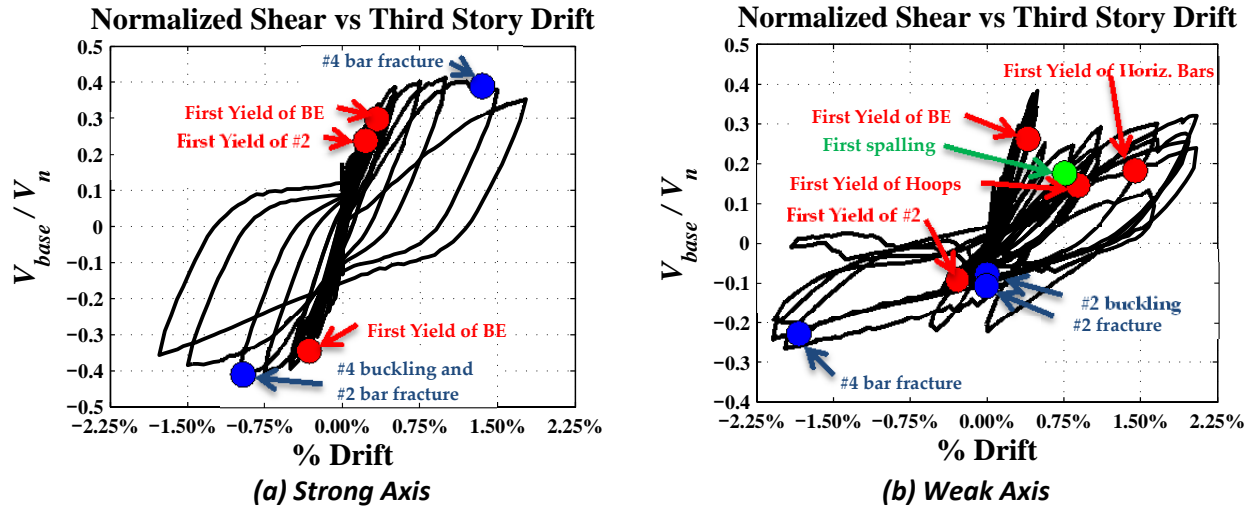 Normalized Shear vs Third Story Drift
0.5
0.4
0.3
0.2
0.1
0
−0.1
−0.2
−0.3
−0.4
−0.5
V_base / V_n
#4 bar fracture
First Yield of BE
First Yield of #2
First Yield of BE
#4 buckling and
#2 bar fracture
−2.25% −1.50% −0.75% 0.00% 0.75% 1.50% 2.25%
% Drift
(a) Strong Axis
Normalized Shear vs Third Story Drift
0.5
0.4
0.3
0.2
0.1
0
−0.1
−0.2
−0.3
−0.4
V_base / V_n
First Yield of Horiz. Bars
First Yield of BE
First spalling
First Yield of Hoops
First Yield of #2
#2 buckling
#2 fracture
#4 bar fracture
−2.25% −1.50% −0.75% 0.00% 0.75% 1.50% 2.25%
% Drift
(b) Weak Axis